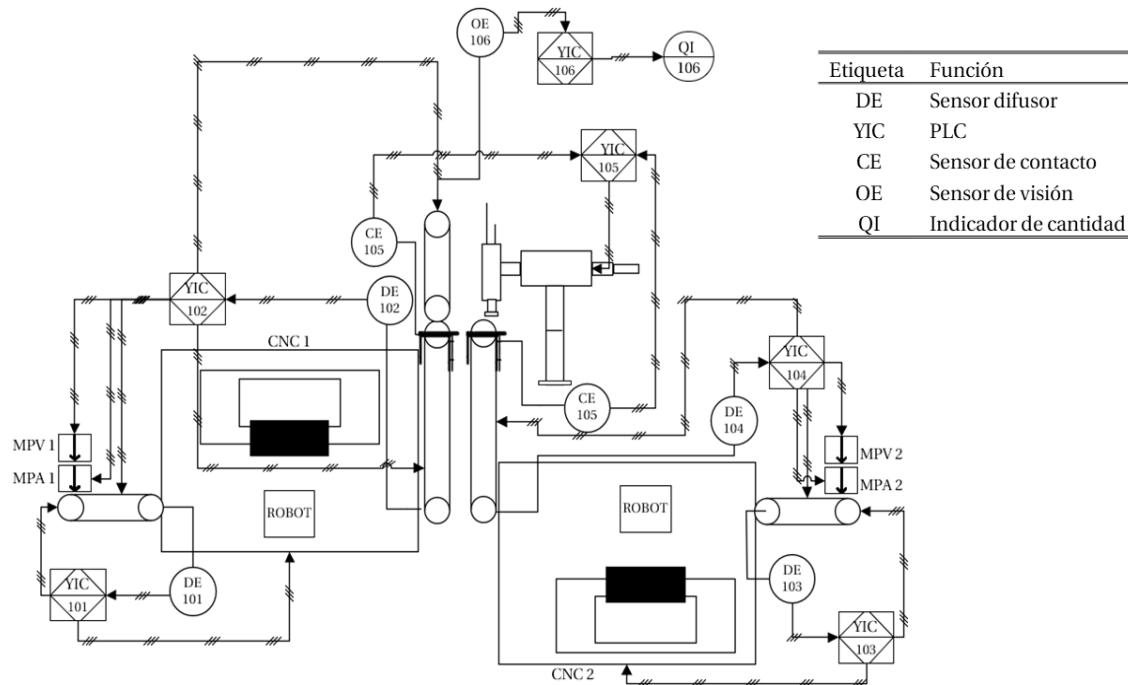 OE
106
YIC
106
QI
106
Etiqueta Función
DE Sensor difusor
YIC PLC
CE Sensor de contacto
OE Sensor de visión
QI Indicador de cantidad
YIC
105
CE
105
YIC
102
DE
102
CNC 1
YIC
104
DE
104
CE
105
MPV 1
MPA 1
MPV 2
MPA 2
ROBOT
ROBOT
YIC
101
DE
101
DE
103
YIC
103
CNC 2